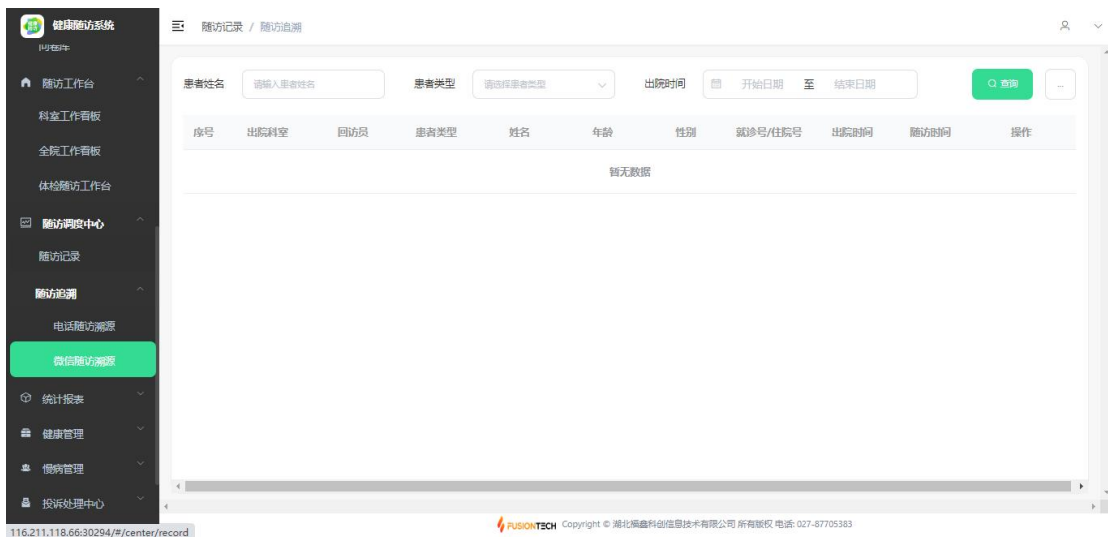 健康随访系统
随访记录 / 随访追溯
问卷库
随访工作台
科室工作看板
全院工作看板
体检随访工作台
随访调度中心
随访记录
随访追溯
电话随访溯源
微信随访溯源
统计报表
健康管理
慢病管理
投诉处理中心
患者姓名 请输入患者姓名 患者类型 请选择患者类型 出院时间 开始日期 至 结束日期 查询 ...
序号 出院科室 回访员 患者类型 姓名 年龄 性别 就诊号/住院号 出院时间 随访时间 操作
暂无数据
116.211.118.66:30294/#/center/record
FUSIONTECH Copyright © 湖北福鑫科创信息技术有限公司 所有版权 电话: 027-87705383